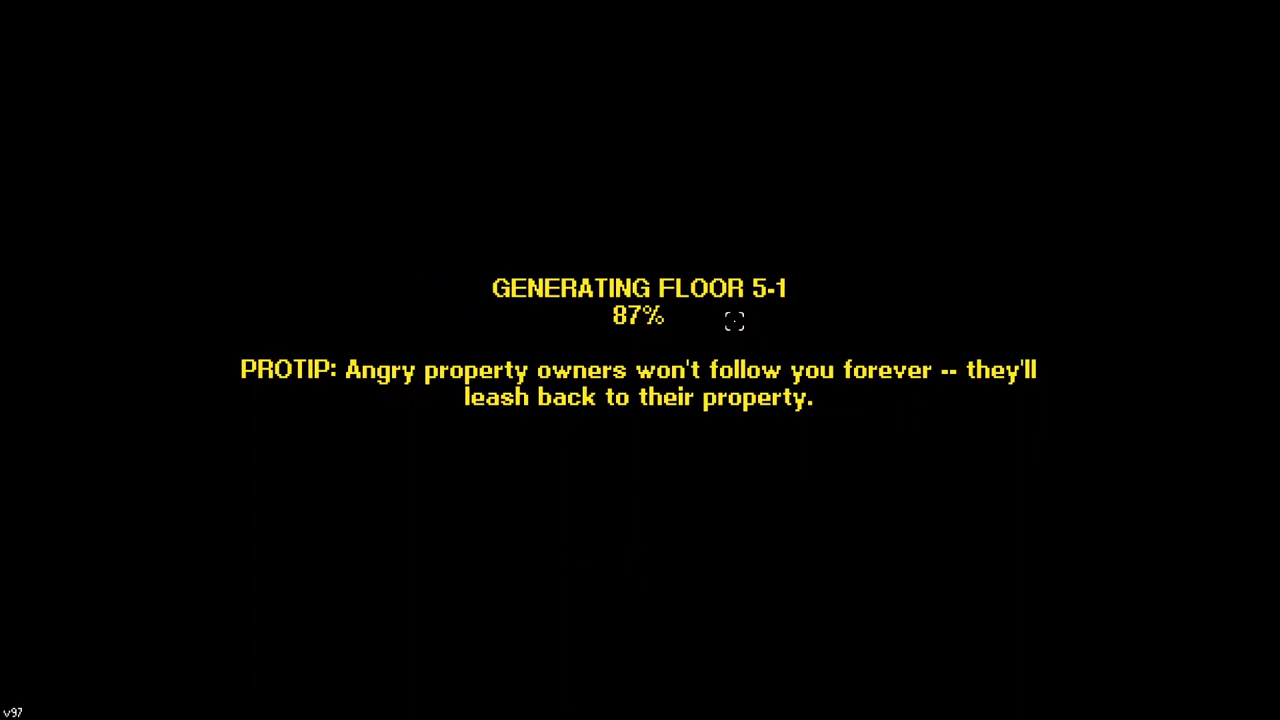 GENERATING FLOOR 5-1
87%
PROTIP: Angry property owners won't follow you forever -- they'll
leash back to their property.
v97